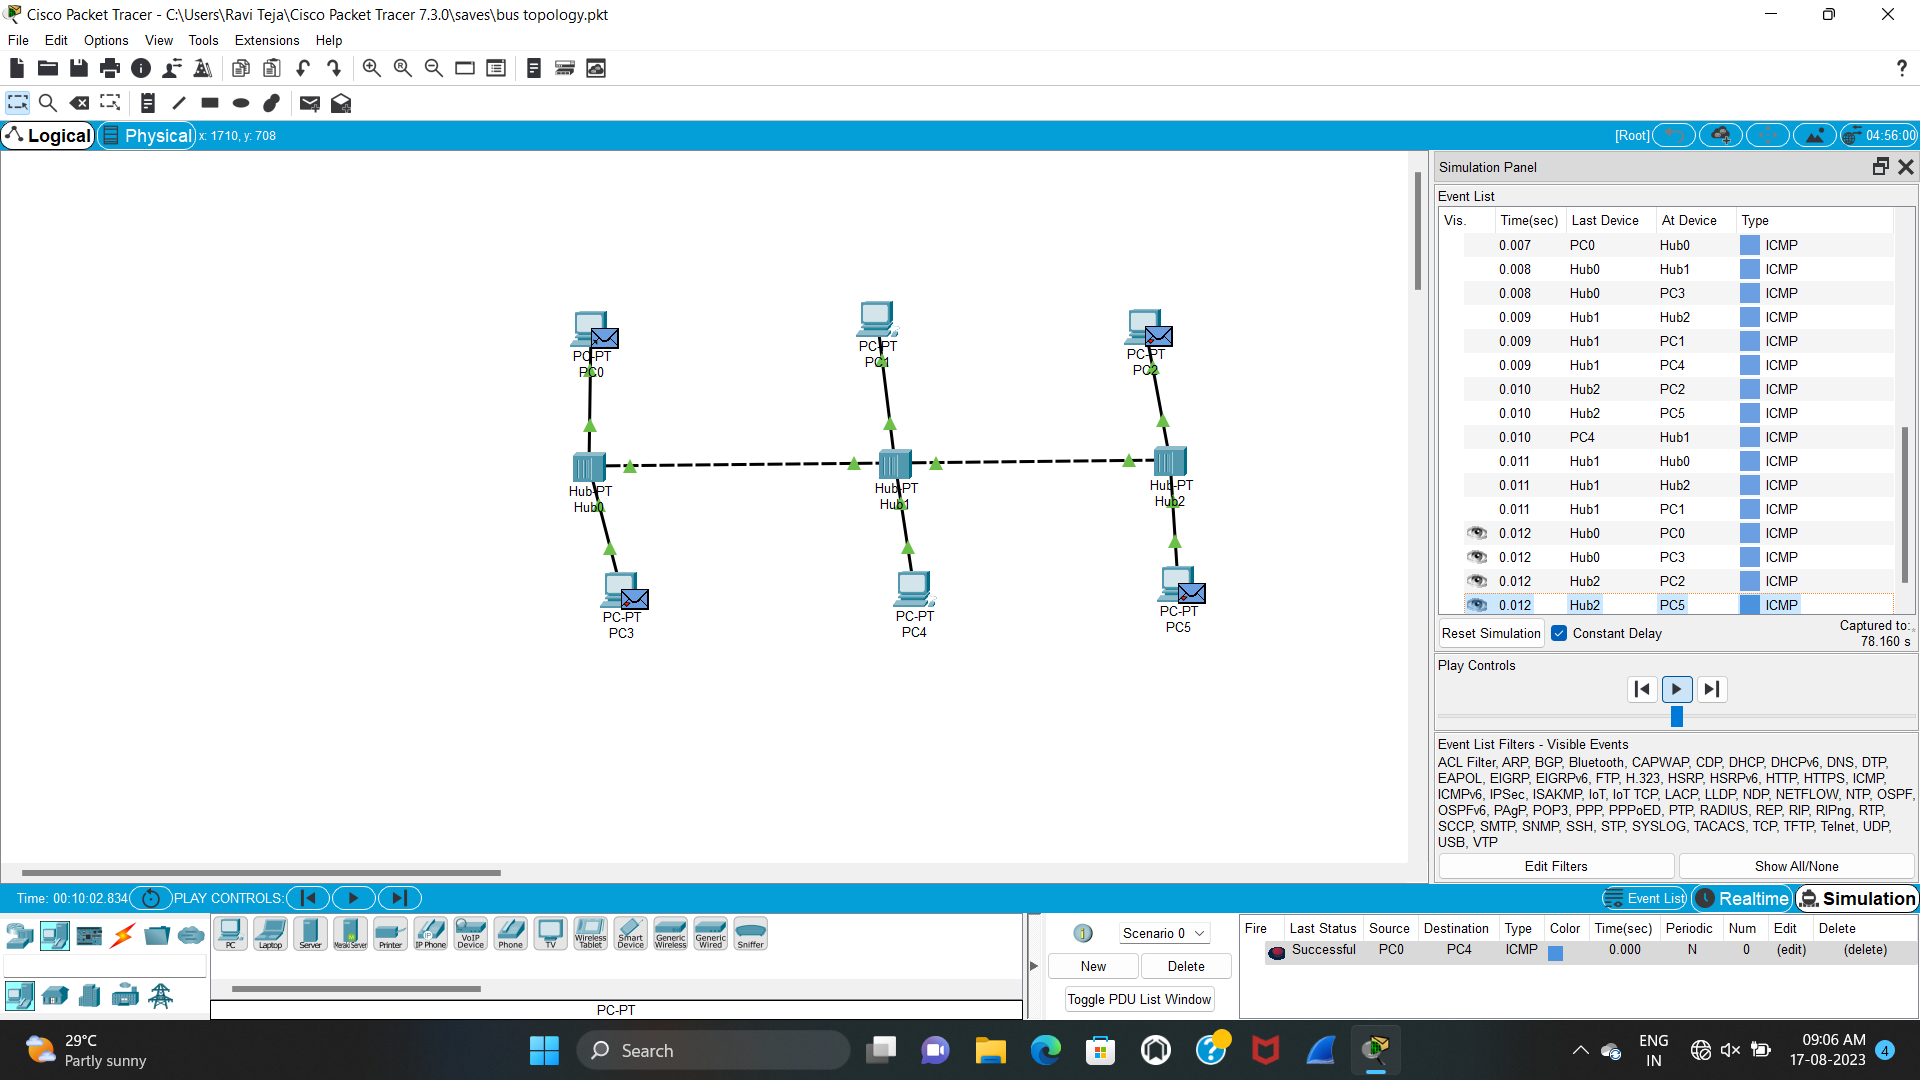 Cisco Packet Tracer - C:\Users\Ravi Teja\Cisco Packet Tracer 7.3.0\saves\bus topology.pkt
File Edit Options View Tools Extensions Help
Logical Physical x: 1710, y: 708 [Root] 04:56:00
PC-PT
PC0
PC-PT
PC1
PC-PT
PC2
Hub-PT
Hub0
Hub-PT
Hub1
Hub-PT
Hub2
PC-PT
PC3
PC-PT
PC4
PC-PT
PC5
Simulation Panel
Event List
Vis. Time(sec) Last Device At Device Type
0.007 PC0 Hub0 ICMP
0.008 Hub0 Hub1 ICMP
0.008 Hub0 PC3 ICMP
0.009 Hub1 Hub2 ICMP
0.009 Hub1 PC1 ICMP
0.009 Hub1 PC4 ICMP
0.010 Hub2 PC2 ICMP
0.010 Hub2 PC5 ICMP
0.010 PC4 Hub1 ICMP
0.011 Hub1 Hub0 ICMP
0.011 Hub1 Hub2 ICMP
0.011 Hub1 PC1 ICMP
0.012 Hub0 PC0 ICMP
0.012 Hub0 PC3 ICMP
0.012 Hub2 PC2 ICMP
0.012 Hub2 PC5 ICMP
Reset Simulation Constant Delay Captured to:
78.160 s
Play Controls
Event List Filters - Visible Events
ACL Filter, ARP, BGP, Bluetooth, CAPWAP, CDP, DHCP, DHCPv6, DNS, DTP,
EAPOL, EIGRP, EIGRPv6, FTP, H.323, HSRP, HSRPv6, HTTP, HTTPS, ICMP,
ICMPv6, IPSec, ISAKMP, IoT, IoT TCP, LACP, LLDP, NDP, NETFLOW, NTP, OSPF,
OSPFv6, PAgP, POP3, PPP, PPPoED, PTP, RADIUS, REP, RIP, RIPng, RTP,
SCCP, SMTP, SNMP, SSH, STP, SYSLOG, TACACS, TCP, TFTP, Telnet, UDP,
USB, VTP
Edit Filters Show All/None
Time: 00:10:02.834 PLAY CONTROLS: Event List Realtime Simulation
PC Laptop Server Meraki Server Printer IP Phone VoIP Device Phone TV Wireless Tablet Smart Device Generic Wireless Generic Wired Sniffer
PC-PT
1 Scenario 0
New Delete
Toggle PDU List Window
Fire Last Status Source Destination Type Color Time(sec) Periodic Num Edit Delete
Successful PC0 PC4 ICMP 0.000 N 0 (edit) (delete)
29°C
Partly sunny
Search
ENG
IN
09:06 AM
17-08-2023
4